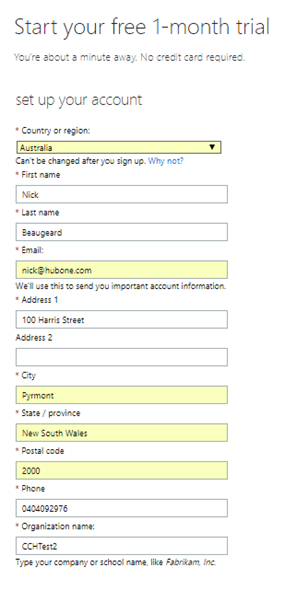 Start your free 1-month trial
You're about a minute away. No credit card required.
set up your account
* Country or region:
Australia
Can't be changed after you sign up. Why not?
* First name
Nick
* Last name
Beaugeard
* Email:
nick@hubone.com
We'll use this to send you important account information.
* Address 1
100 Harris Street
Address 2
* City
Pyrmont
* State / province
New South Wales
* Postal code
2000
* Phone
0404092976
* Organization name:
CCHTest2
Type your company or school name, like Fabrikam, Inc.